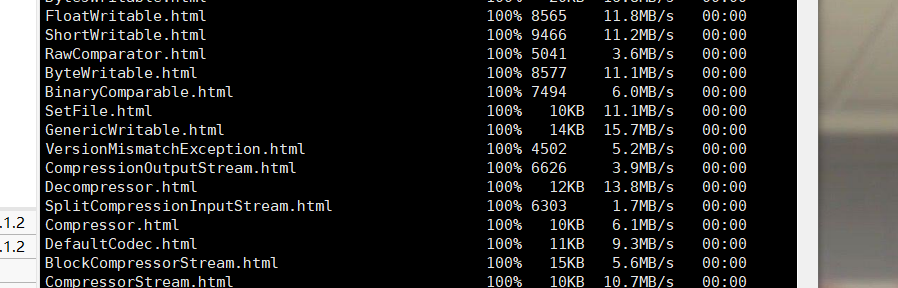 FloatWritable.html 100% 8565 11.8MB/s 00:00
ShortWritable.html 100% 9466 11.2MB/s 00:00
RawComparator.html 100% 5041 3.6MB/s 00:00
ByteWritable.html 100% 8577 11.1MB/s 00:00
BinaryComparable.html 100% 7494 6.0MB/s 00:00
SetFile.html 100% 10KB 11.1MB/s 00:00
GenericWritable.html 100% 14KB 15.7MB/s 00:00
VersionMismatchException.html 100% 4502 5.2MB/s 00:00
CompressionOutputStream.html 100% 6626 3.9MB/s 00:00
Decompressor.html 100% 12KB 13.8MB/s 00:00
SplitCompressionInputStream.html 100% 6303 1.7MB/s 00:00
.1.2
Compressor.html 100% 10KB 6.1MB/s 00:00
.1.2
DefaultCodec.html 100% 11KB 9.3MB/s 00:00
BlockCompressorStream.html 100% 15KB 5.6MB/s 00:00
CompressorStream.html 100% 10KB 10.7MB/s 00:00